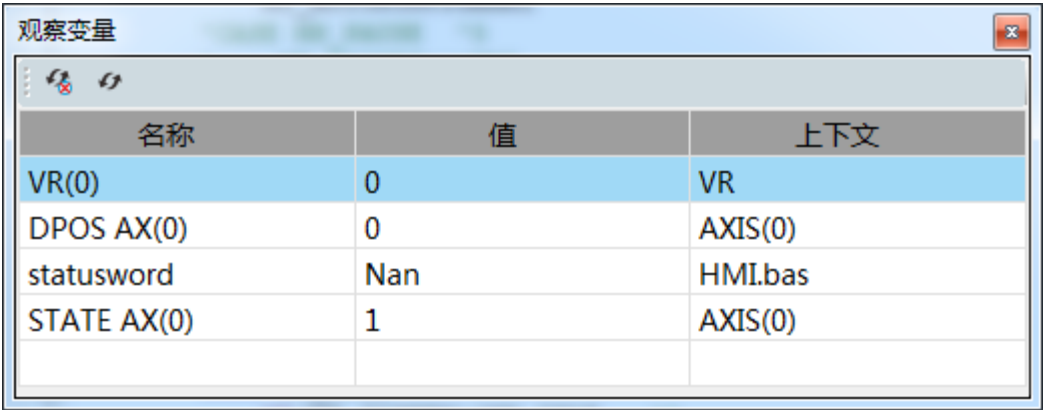 观察变量
名称 值 上下文
VR(0) 0 VR
DPOS AX(0) 0 AXIS(0)
statusword Nan HMI.bas
STATE AX(0) 1 AXIS(0)